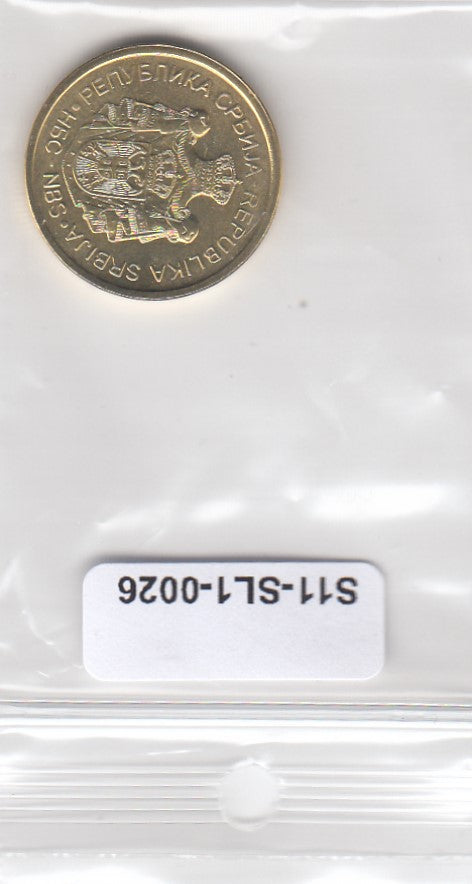 РЕПУБЛИКА СРБИЈА
REPUBLIKA SRBIJA
• NBS • НБС •
S11-SL1-0026